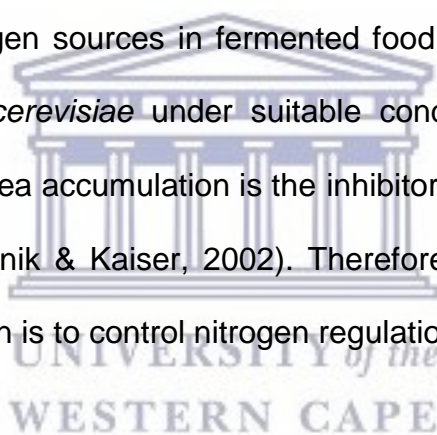 gen sources in fermented food
cerevisiae under suitable conc
ea accumulation is the inhibitor
nik & Kaiser, 2002). Therefore
n is to control nitrogen regulatio
UNIVERSITY of the
WESTERN CAPE